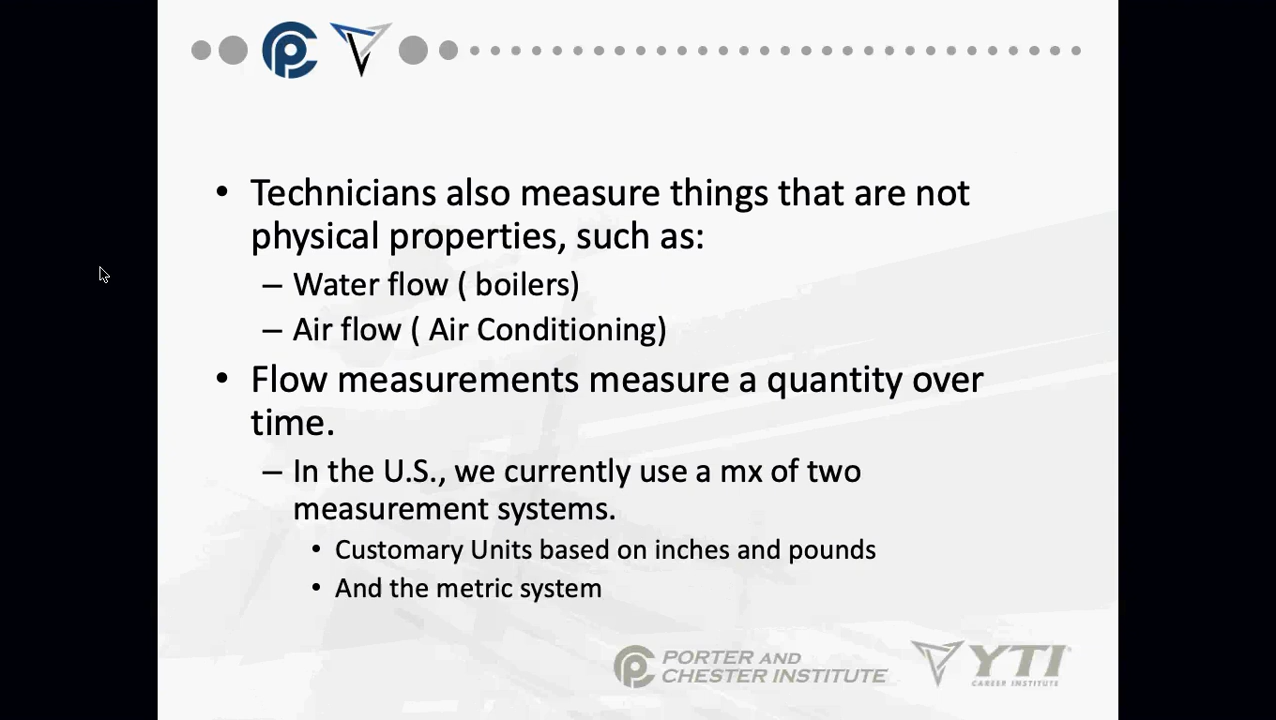 • Technicians also measure things that are not
physical properties, such as:
– Water flow ( boilers)
– Air flow ( Air Conditioning)
• Flow measurements measure a quantity over
time.
– In the U.S., we currently use a mx of two
measurement systems.
• Customary Units based on inches and pounds
• And the metric system
PORTER AND
CHESTER INSTITUTE
YTI
CAREER INSTITUTE